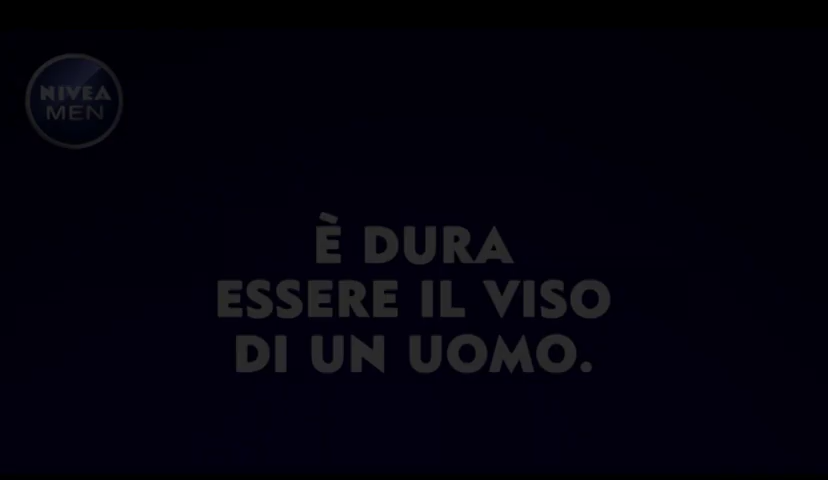 NIVEA
MEN
È DURA
ESSERE IL VISO
DI UN UOMO.